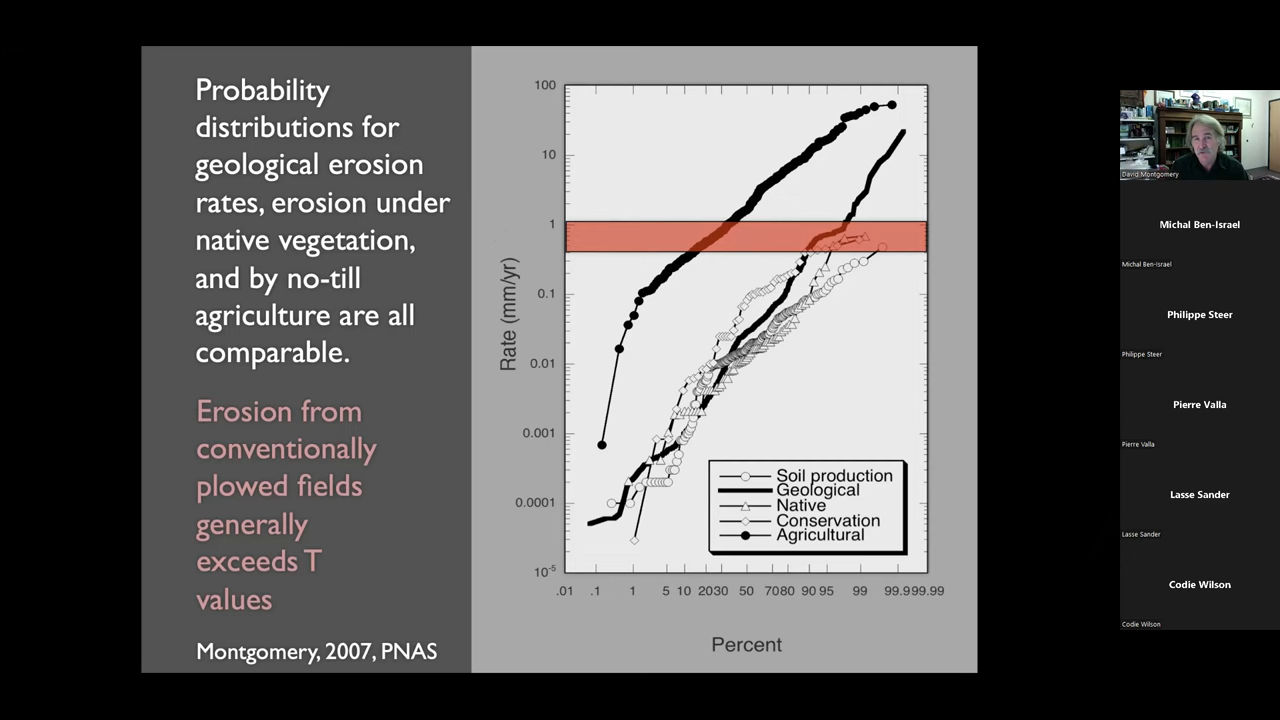 Probability
distributions for
geological erosion
rates, erosion under
native vegetation,
and by no-till
agriculture are all
comparable.
Erosion from
conventionally
plowed fields
generally
exceeds T
values
Montgomery, 2007, PNAS
100
10
1
0.1
0.01
0.001
0.0001
10-5
Rate (mm/yr)
.01 .1 1 5 10 2030 50 7080 9095 99 99.999.99
Percent
Soil production
Geological
Native
Conservation
Agricultural
David Montgomery
Michal Ben-Israel
Michal Ben-Israel
Philippe Steer
Philippe Steer
Pierre Valla
Pierre Valla
Lasse Sander
Lasse Sander
Codie Wilson
Codie Wilson